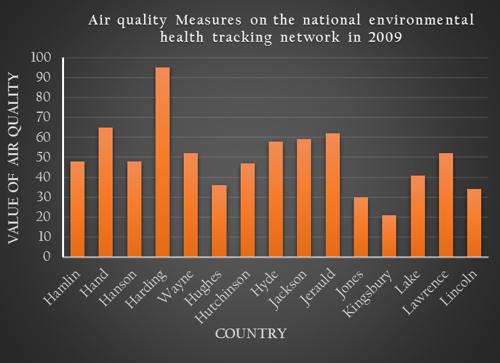 Air quality Measures on the national environmental
health tracking network in 2009
VALUE OF AIR QUALITY
100
90
80
70
60
50
40
30
20
10
0
Hamlin
Hand
Hanson
Harding
Wayne
Hughes
Hutchinson
Hyde
Jackson
Jerauld
Jones
Kingsbury
Lake
Lawrence
Lincoln
COUNTRY